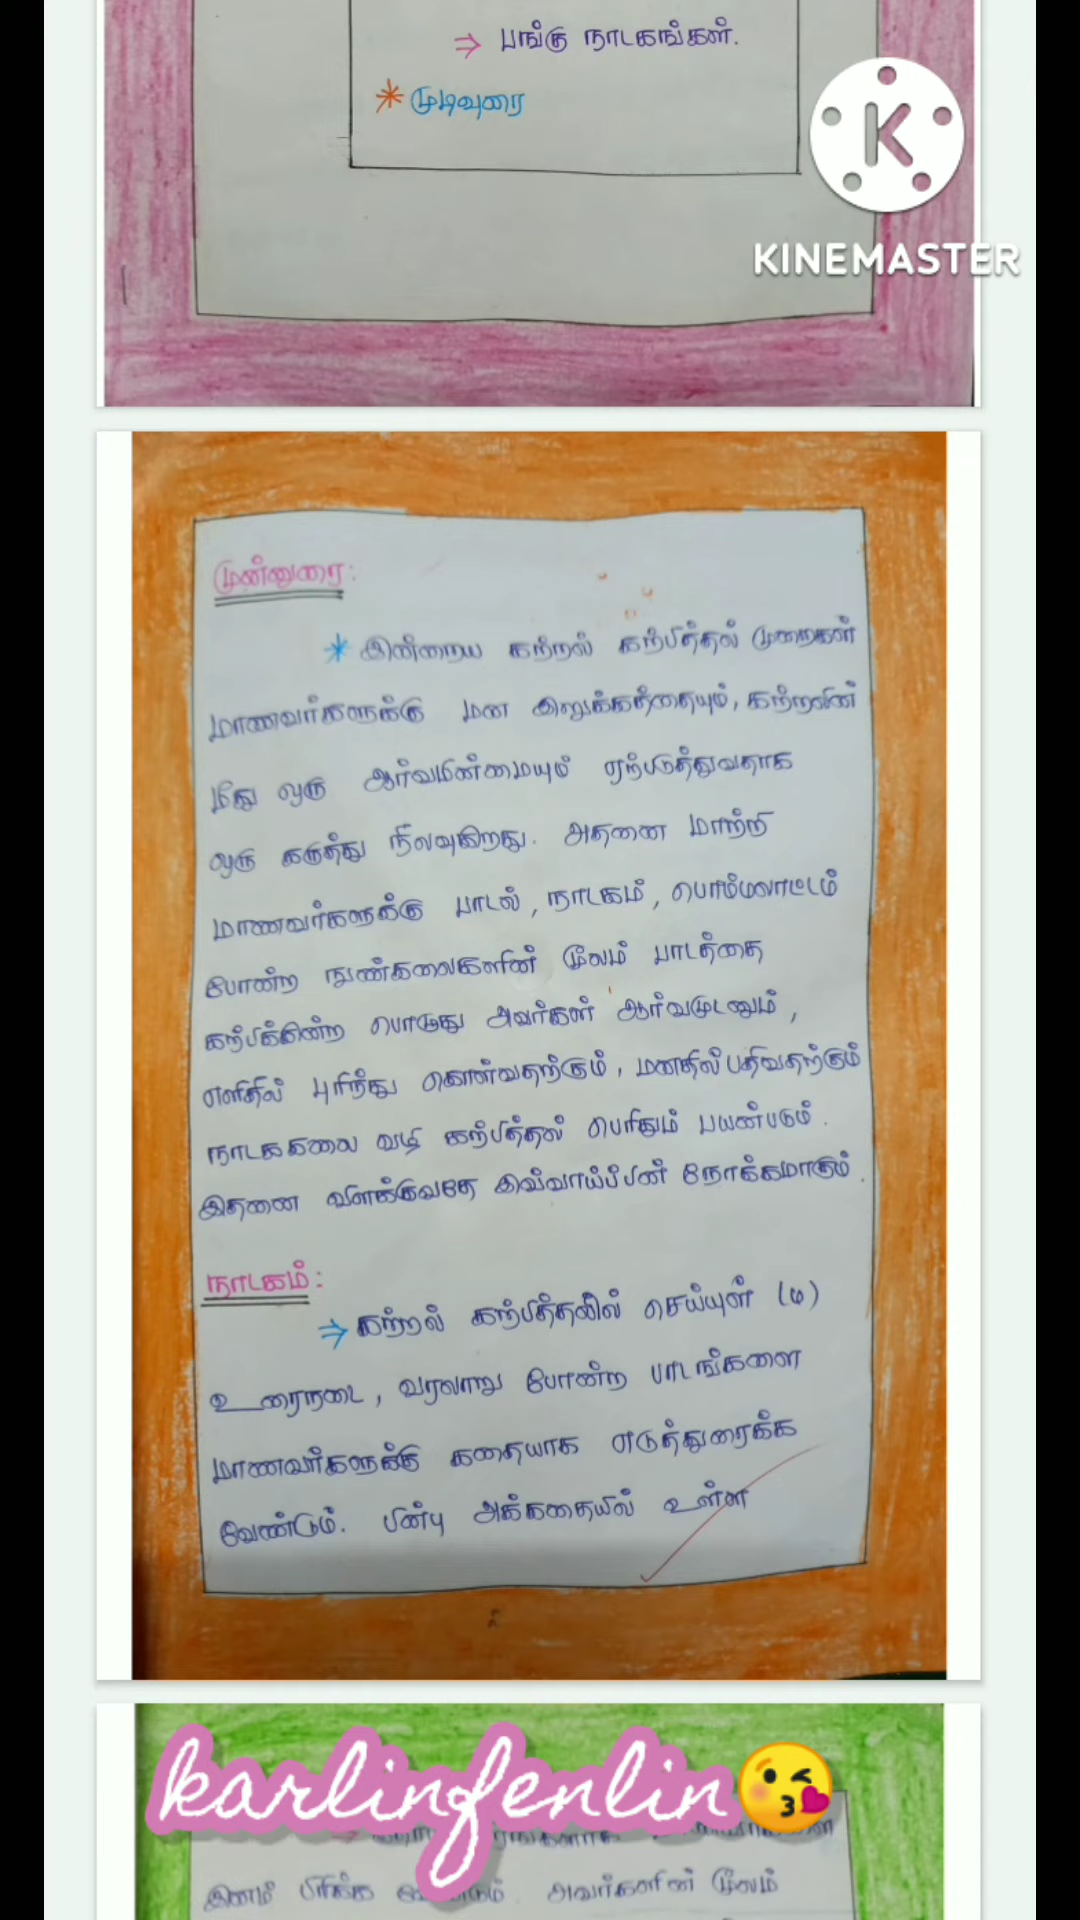 ⇒ பங்கு நாடகங்கள்.
* முடிவுரை
K
KINEMASTER
முன்னுரை:
* இன்றைய கற்றல் கற்பித்தல் முறைகள்
மாணவர்களுக்கு மன இறுக்கத்தையும், கற்றலின்
மீது ஒரு ஆர்வமின்மையும் ஏற்படுத்துவதாக
ஒரு கருத்து நிலவுகிறது. அதனை மாற்றி
மாணவர்களுக்கு பாடல், நாடகம், பொம்மலாட்டம்
போன்ற நுண்கலைகளின் மூலம் பாடத்தை
கற்பிக்கின்ற பொழுது அவர்கள் ஆர்வமுடனும்,
எளிதில் புரிந்து கொள்வதற்கும், மனதில் பதிவதற்கும்
நாடககலை வழி கற்பித்தல் பெரிதும் பயன்படும்.
இதனை விளக்குவதே இவ்வாய்ப்பின் நோக்கமாகும்.
நாடகம்:
⇒ கற்றல் கற்பித்தலில் செய்யுள் (ம)
உரைநடை, வரலாறு போன்ற பாடங்களை
மாணவர்களுக்கு கதையாக எடுத்துரைக்க
வேண்டும். பின்பு அக்கதையில் உள்ள
karlinfenlin😘
இனம் பிரிக்க அவர்களின் மூலம்